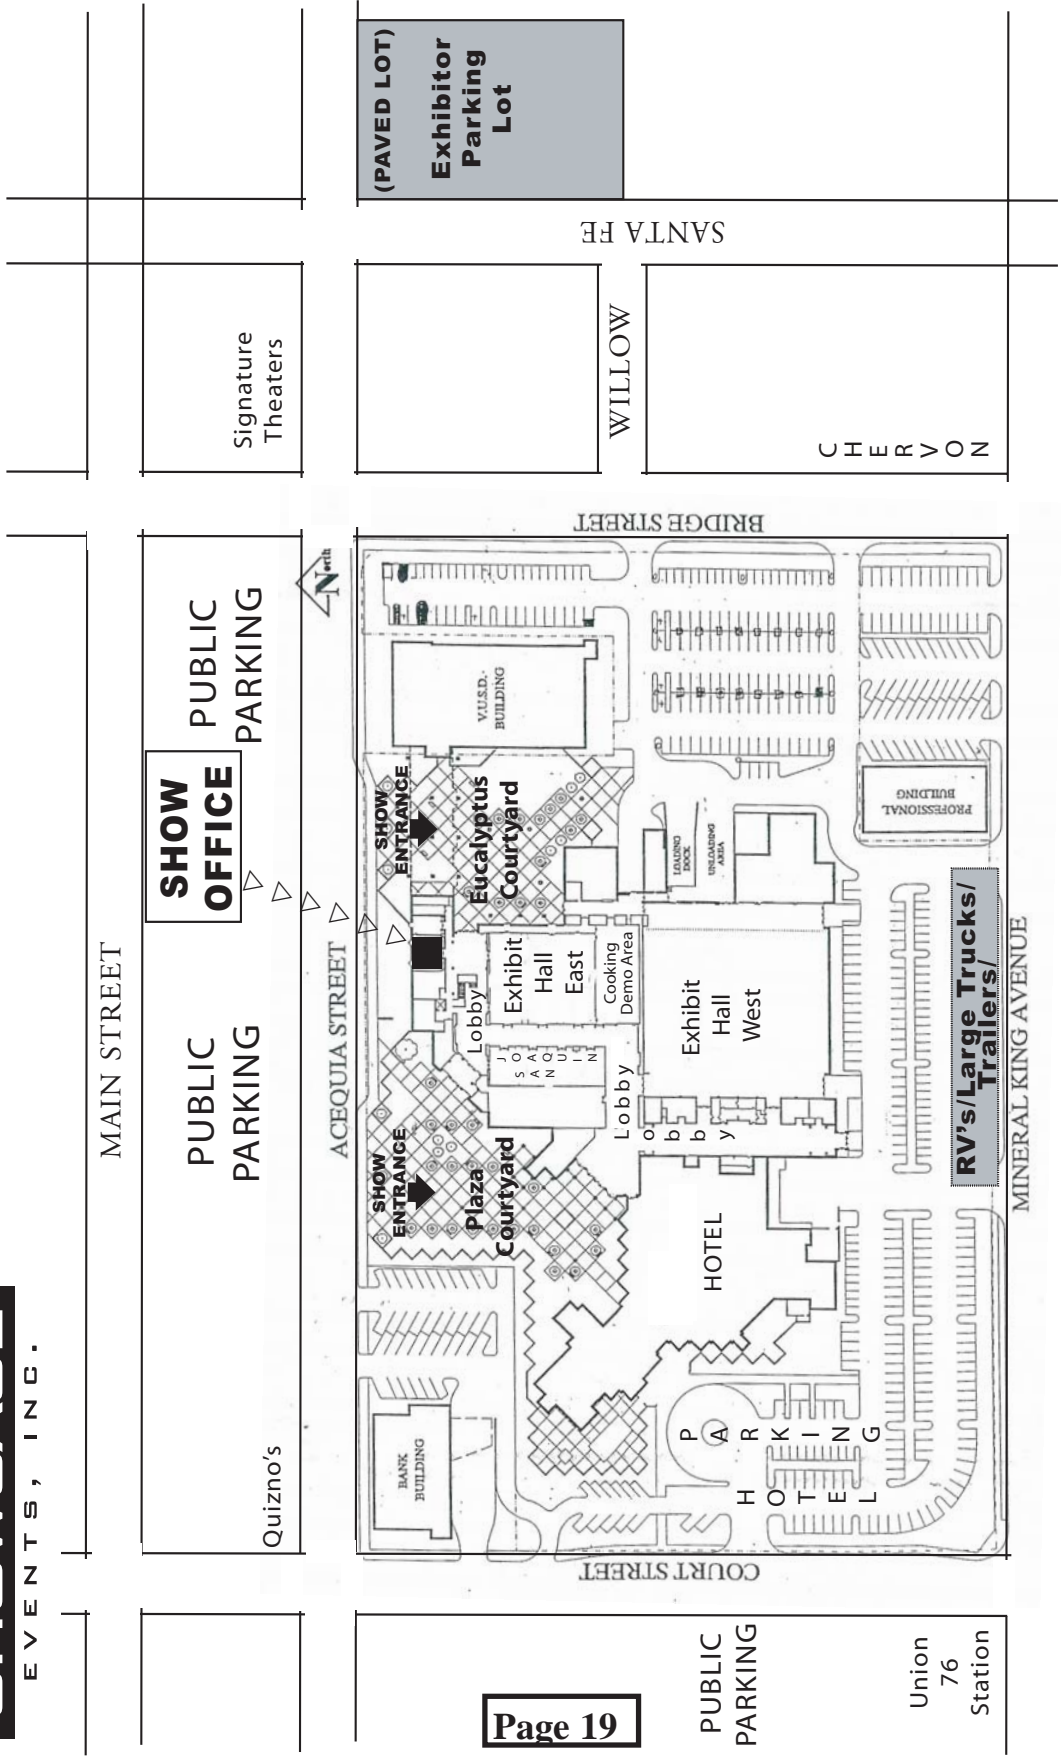 EVENTS, INC.
MAIN STREET
Quizno's
PUBLIC
PARKING
SHOW
OFFICE
PUBLIC
PARKING
Signature
Theaters
ACEQUIA STREET
North
(PAVED LOT)
Exhibitor
Parking
Lot
BANK
BUILDING
SHOW
ENTRANCE
Plaza
Courtyard
SHOW
ENTRANCE
Eucalyptus
Courtyard
V.U.S.D.
BUILDING
Lobby
JOAQUIN
SAN
Exhibit
Hall
East
Cooking
Demo Area
Lobby
obby
Exhibit
Hall
West
LOADING
DOCK
UNLOADING
AREA
HOTEL
HOTEL
PARKING
PROFESSIONAL
BUILDING
RV's/Large Trucks/
Trailers/
MINERAL KING AVENUE
COURT STREET
BRIDGE STREET
WILLOW
SANTA FE
CHERVON
PUBLIC
PARKING
Union
76
Station
Page 19